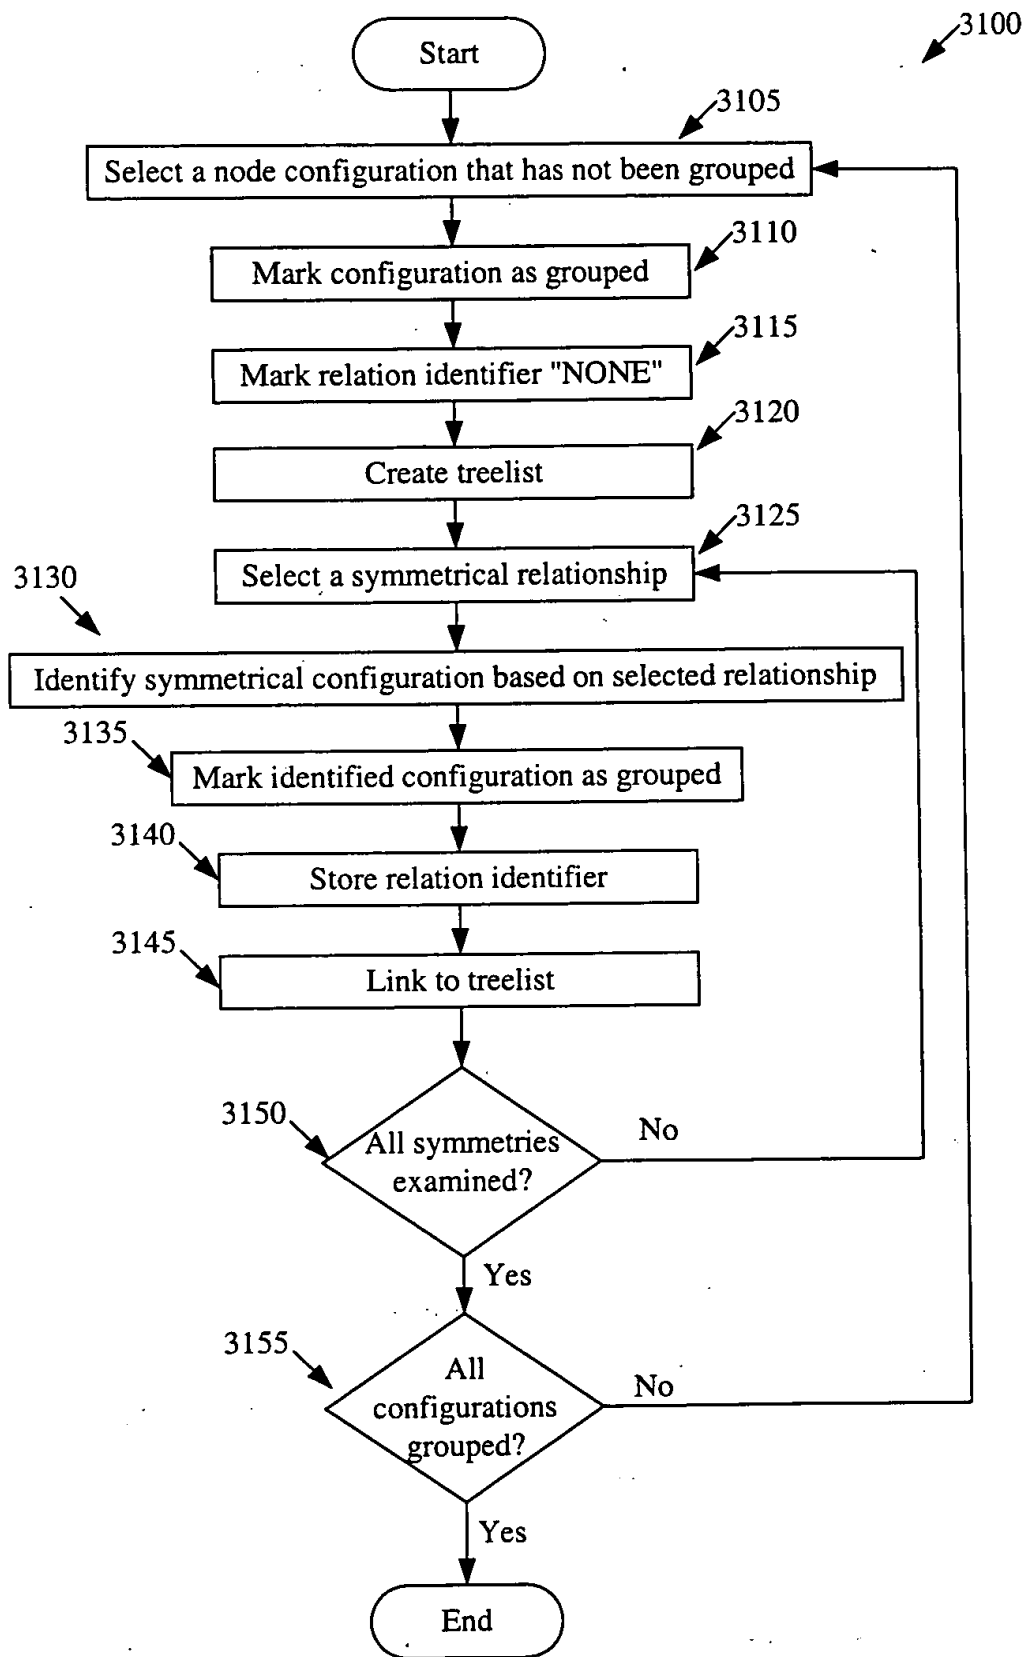 3100
Start
3105
Select a node configuration that has not been grouped
3110
Mark configuration as grouped
3115
Mark relation identifier "NONE"
3120
Create treelist
3125
Select a symmetrical relationship
3130
Identify symmetrical configuration based on selected relationship
3135
Mark identified configuration as grouped
3140
Store relation identifier
3145
Link to treelist
3150
All symmetries
examined?
No
Yes
3155
All
configurations
grouped?
No
Yes
End